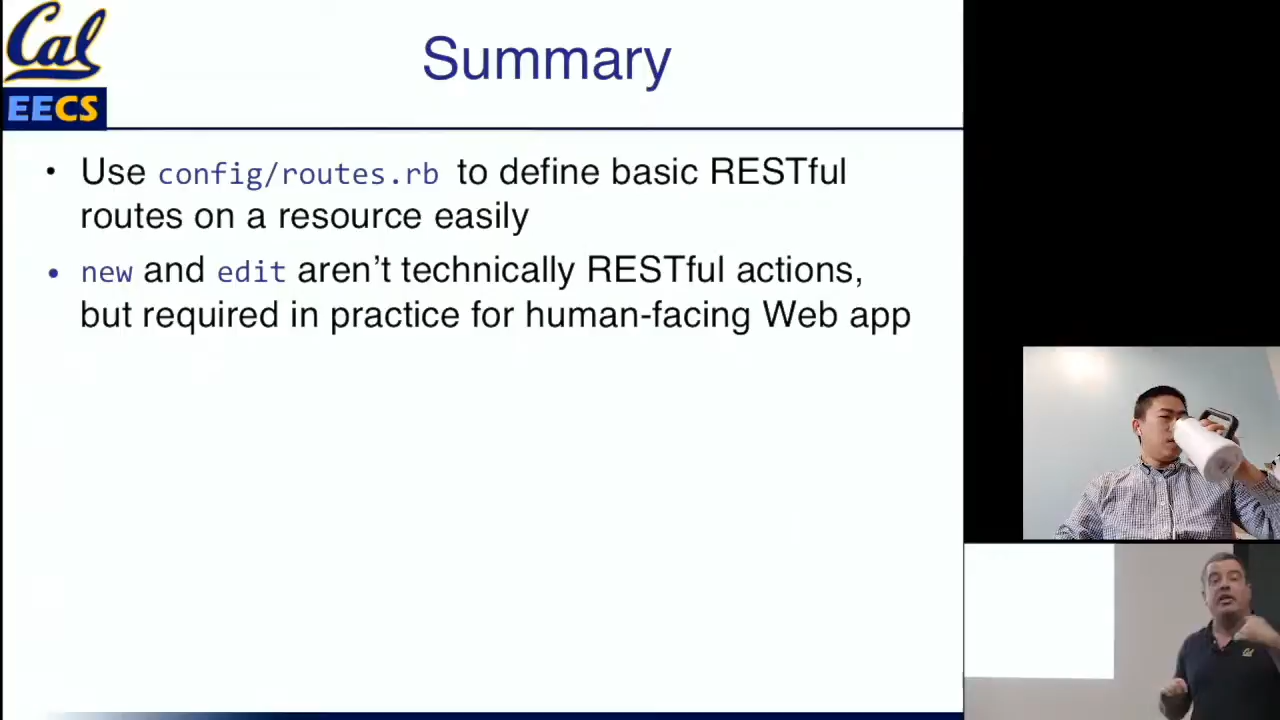 Cal
EECS
Summary
• Use config/routes.rb to define basic RESTful
routes on a resource easily
• new and edit aren't technically RESTful actions,
but required in practice for human-facing Web app
Cal